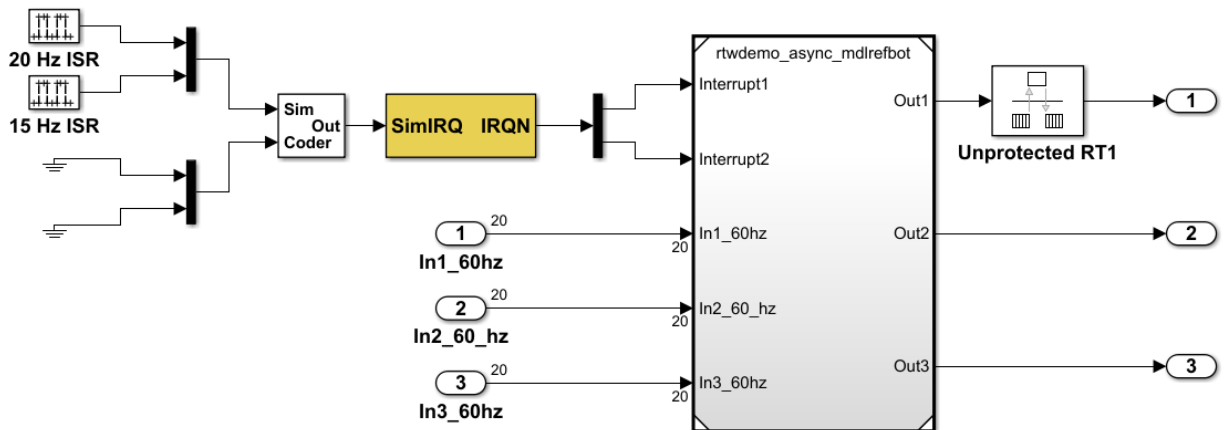 20 Hz ISR
15 Hz ISR
Sim
Out
Coder
SimIRQ IRQN
rtwdemo_async_mdlrefbot
Interrupt1
Interrupt2
In1_60hz
In2_60_hz
In3_60hz
Out1
Out2
Out3
Unprotected RT1
1
2
3
1
20
20
In1_60hz
2
20
20
In2_60_hz
3
20
20
In3_60hz